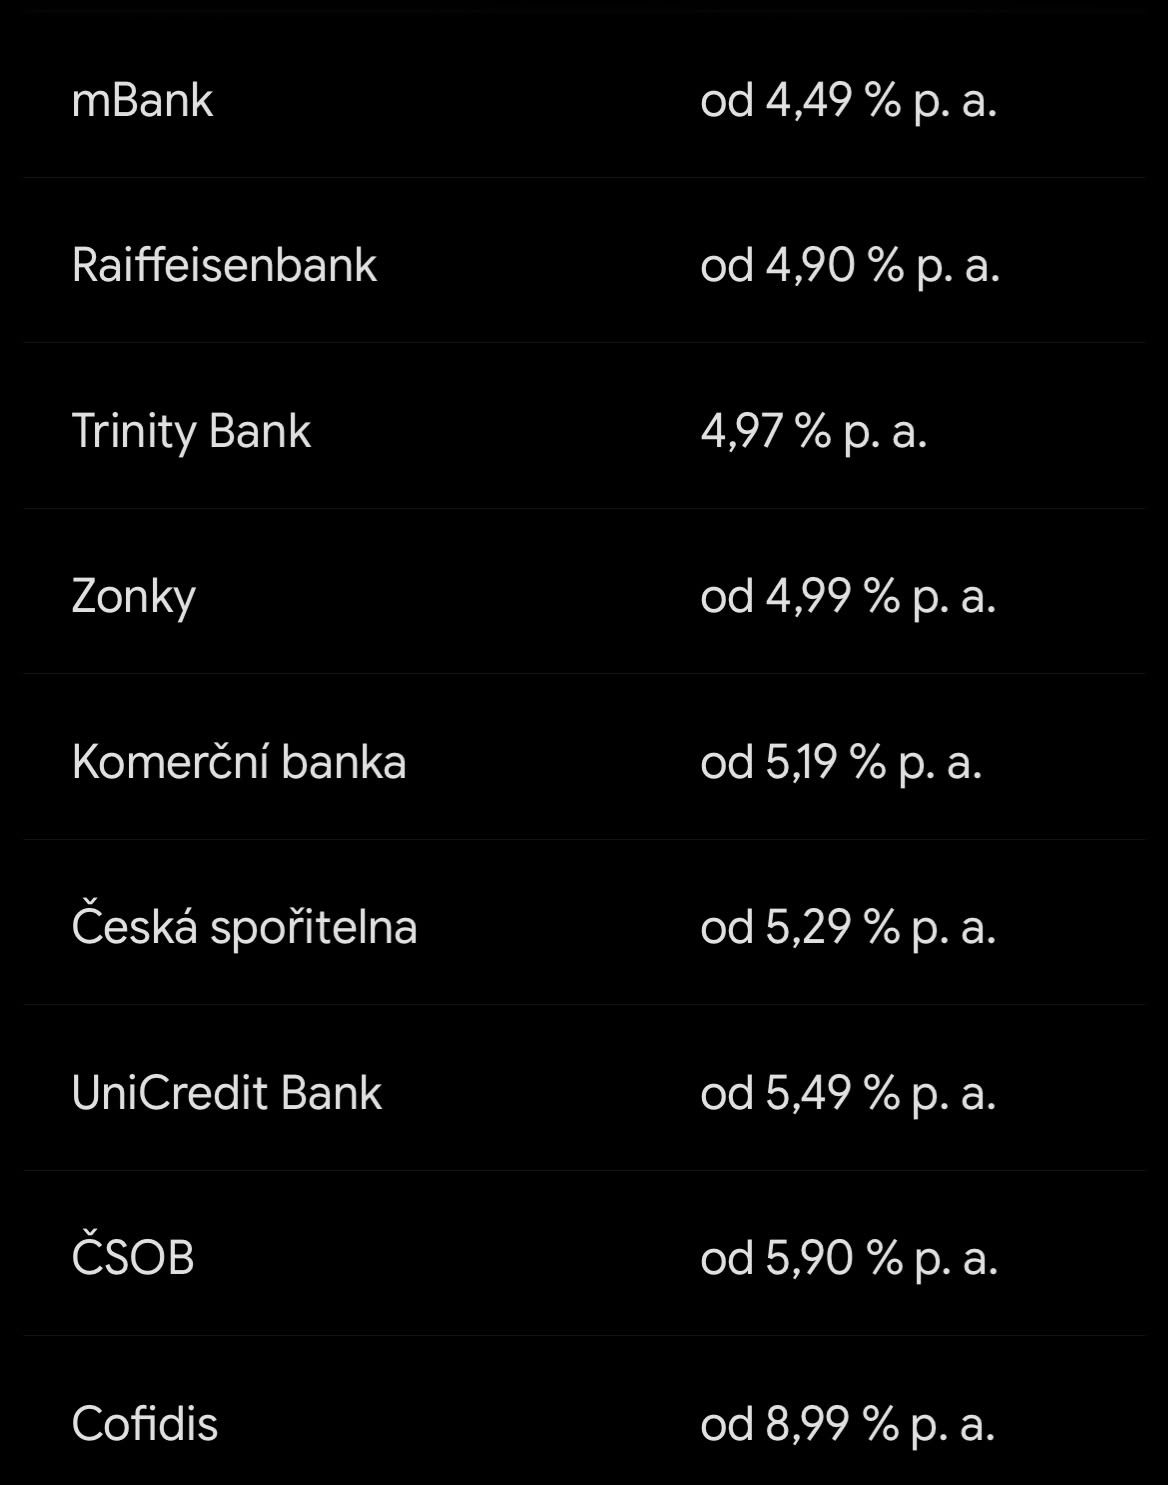 mBank od 4,49 % p. a.
Raiffeisenbank od 4,90 % p. a.
Trinity Bank 4,97 % p. a.
Zonky od 4,99 % p. a.
Komerční banka od 5,19 % p. a.
Česká spořitelna od 5,29 % p. a.
UniCredit Bank od 5,49 % p. a.
ČSOB od 5,90 % p. a.
Cofidis od 8,99 % p. a.